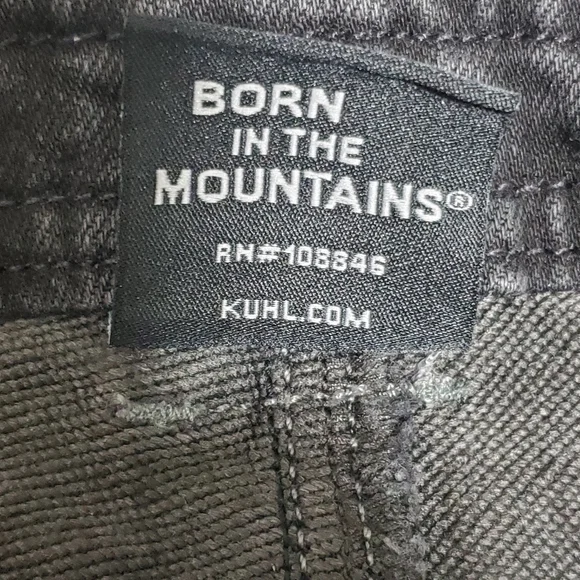 BORN
IN THE
MOUNTAINS®
RN#108846
KUHL.COM